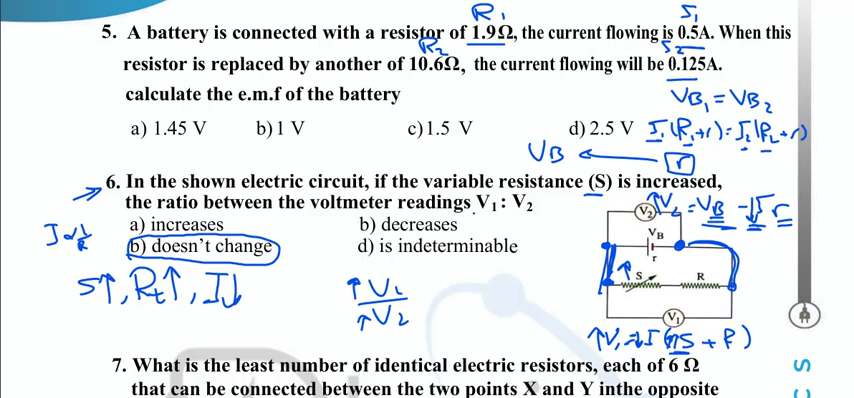 R₁ I₁
5. A battery is connected with a resistor of 1.9Ω, the current flowing is 0.5A. When this
R₂ I₂
resistor is replaced by another of 10.6Ω, the current flowing will be 0.125A.
calculate the e.m.f of the battery
VB₁ = VB₂
a) 1.45 V b) 1 V c) 1.5 V d) 2.5 V I₁(R₁+r) = I₂(R₂+r)
VB r
6. In the shown electric circuit, if the variable resistance (S) is increased,
the ratio between the voltmeter readings V₁ : V₂
↑V₂ = VB - ↓I r
a) increases b) decreases
V₂
VB
r
b) doesn't change d) is indeterminable
I α 1/R
S↑, Rt↑, I↓
↑V₁
↑V₂
S R
V₁
7. What is the least number of identical electric resistors, each of 6 Ω
that can be connected between the two points X and Y inthe opposite